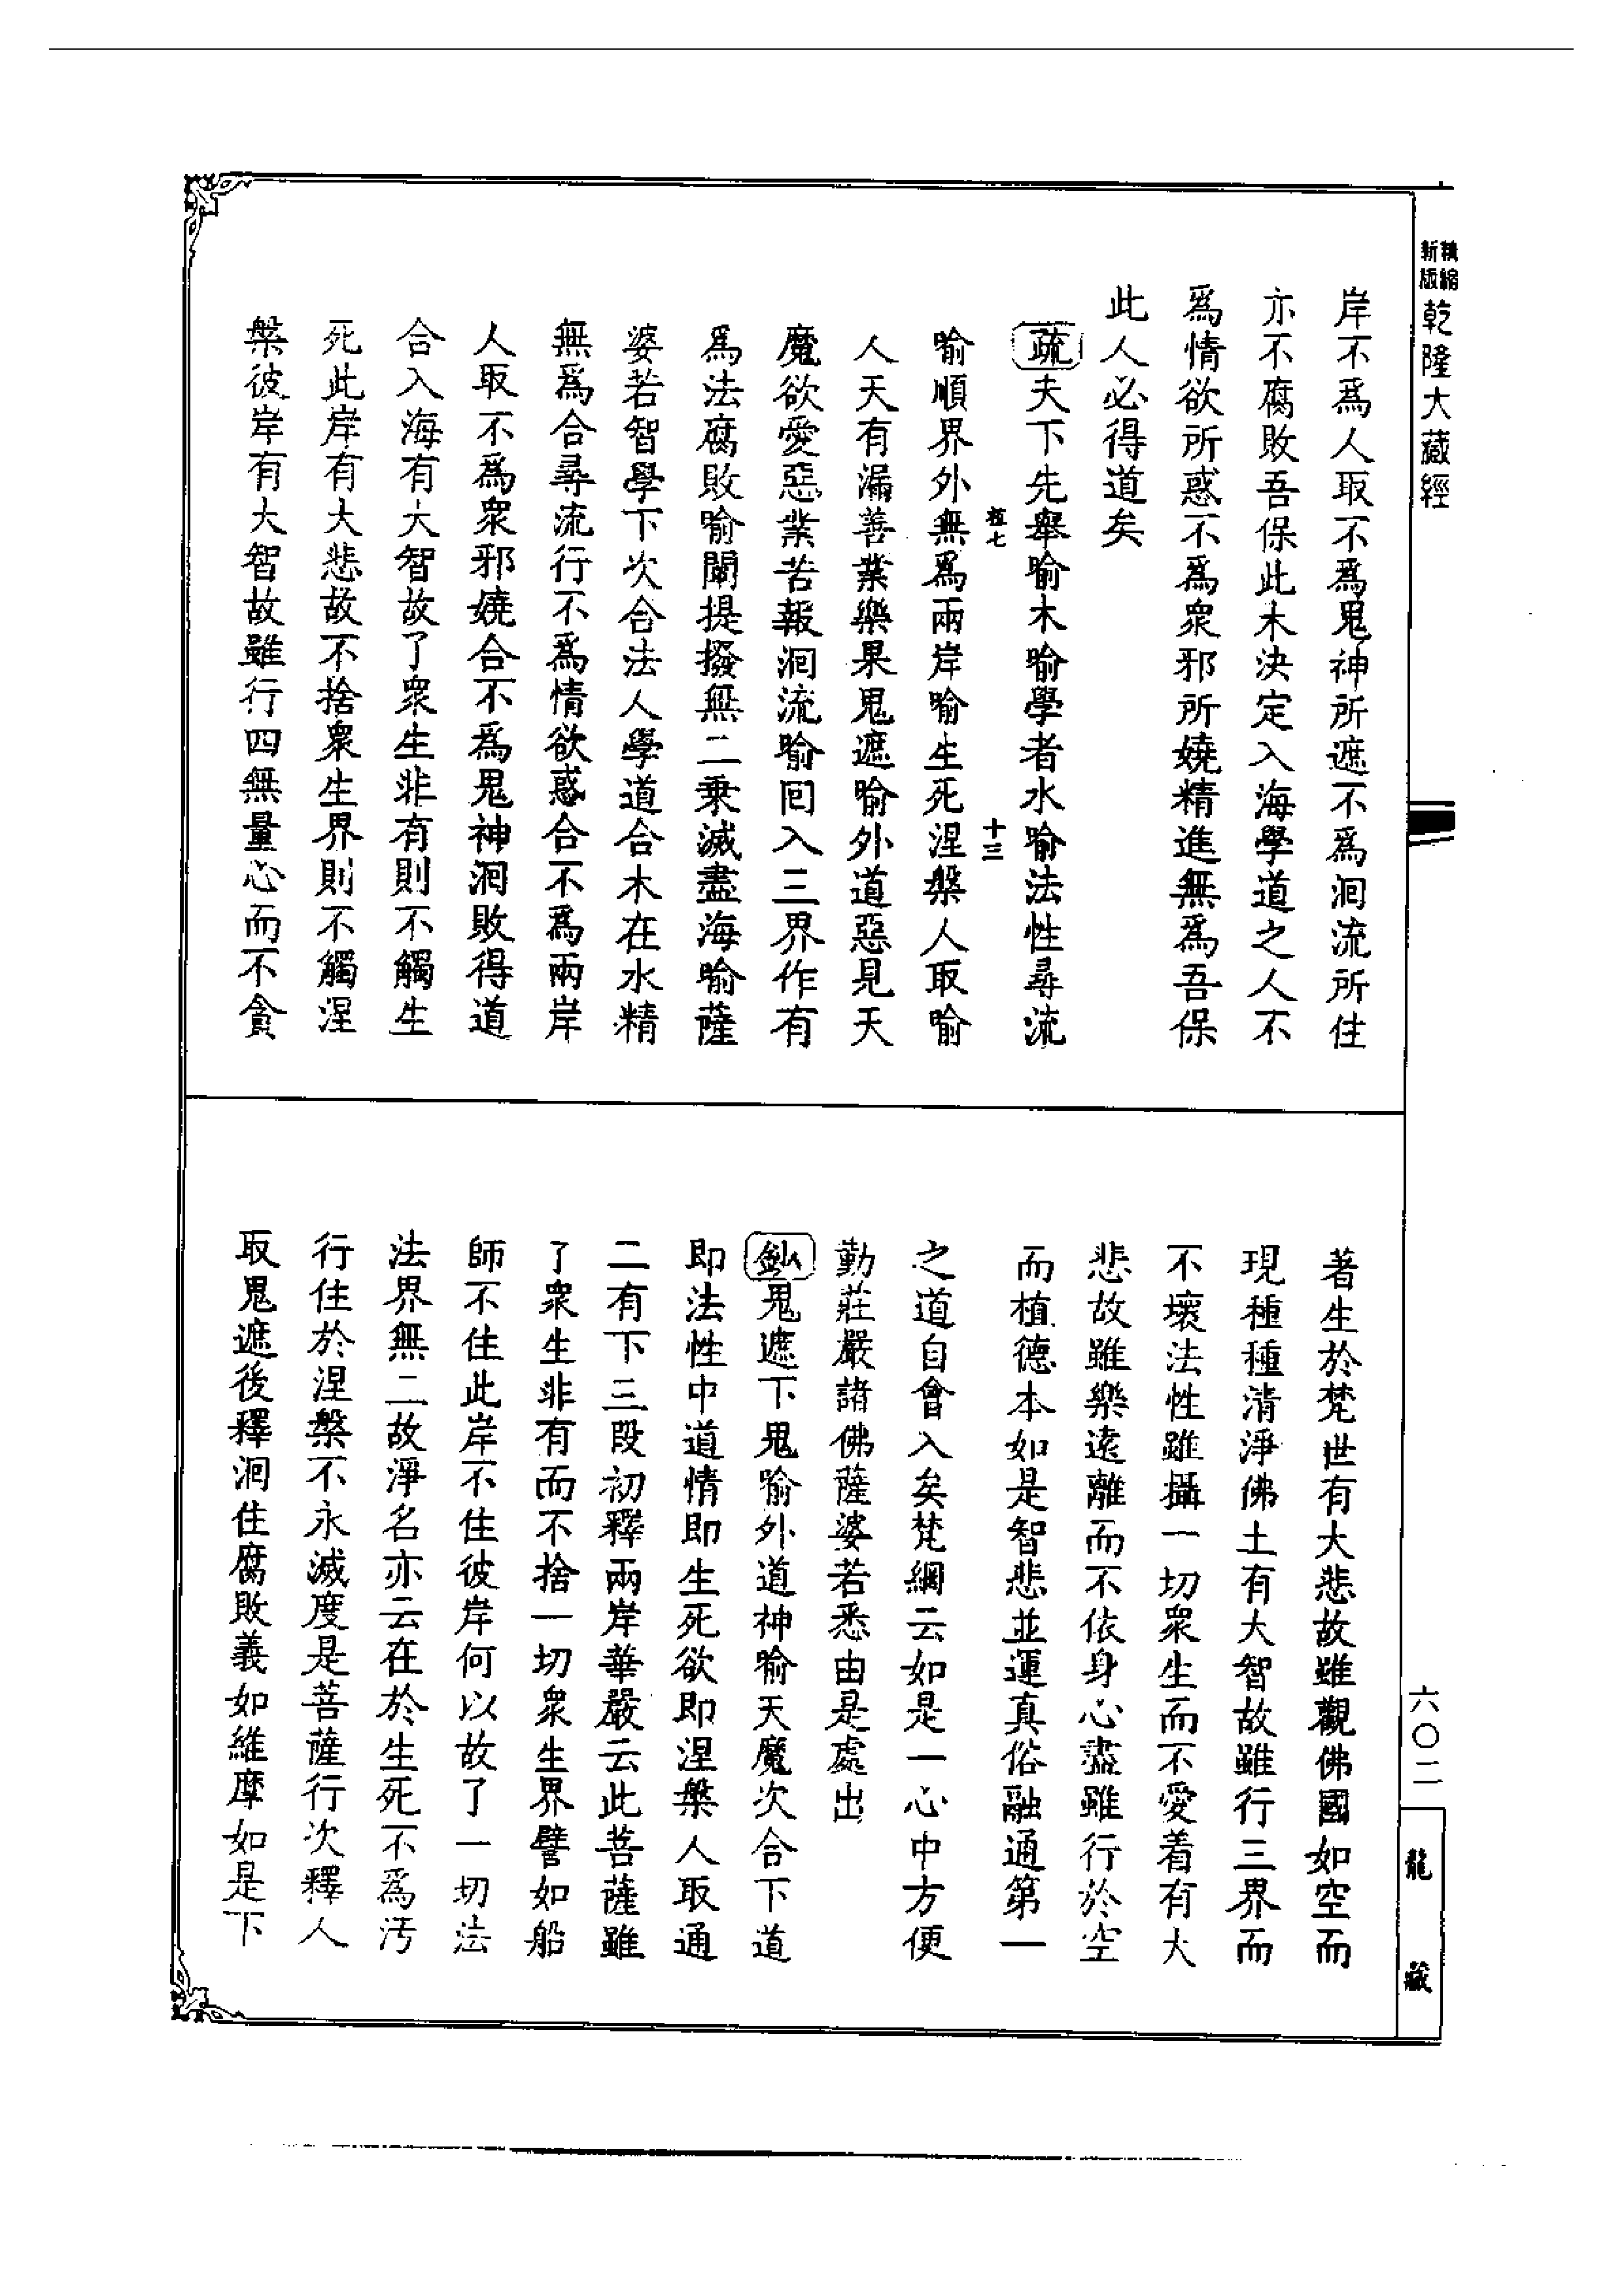 精縮
新版
乾隆大藏經
岸不為人取不為鬼神所遮不為洄流所住
亦不腐敗吾保此木決定入海學道之人不
為情欲所惑不為衆邪所嬈精進無為吾保
此人必得道矣
疏夫下先舉喻木喻學者水喻法性尋流
十三
喻順界外無為兩岸喻生死涅槃人取喻
人天有漏善業樂果鬼遮喻外道惡見天
魔欲愛惡業苦報洄流喻回入三界作有
為法腐敗喻闡提撥無二乘滅盡海喻薩
婆若智學下次合法人學道合木在水精
無為合尋流行不為情欲惑合不為兩岸
人取不為衆邪嬈合不為鬼神洄敗得道
合入海有大智故了衆生非有則不觸生
死此岸有大悲故不捨衆生界則不觸涅
槃彼岸有大智故雖行四無量心而不貪
著生於梵世有大悲故雖觀佛國如空而
現種種清淨佛土有大智故雖行三界而
不壞法性雖攝一切衆生而不愛着有大
悲故雖樂遠離而不依身心盡雖行於空
而植德本如是智悲並運真俗融通第一
之道自會入矣梵網云如是一心中方便
勤莊嚴諸佛薩婆若悉由是處出
鈔鬼遮下鬼喻外道神喻天魔次合下道
即法性中道情即生死欲即涅槃人取通
二有下三段初釋兩岸華嚴云此菩薩雖
了衆生非有而不捨一切衆生界譬如船
師不住此岸不住彼岸何以故了一切法
法界無二故淨名亦云在於生死不為汚
行住於涅槃不永滅度是菩薩行次釋人
取鬼遮後釋洄住腐敗義如維摩如是下
六〇二
龍藏